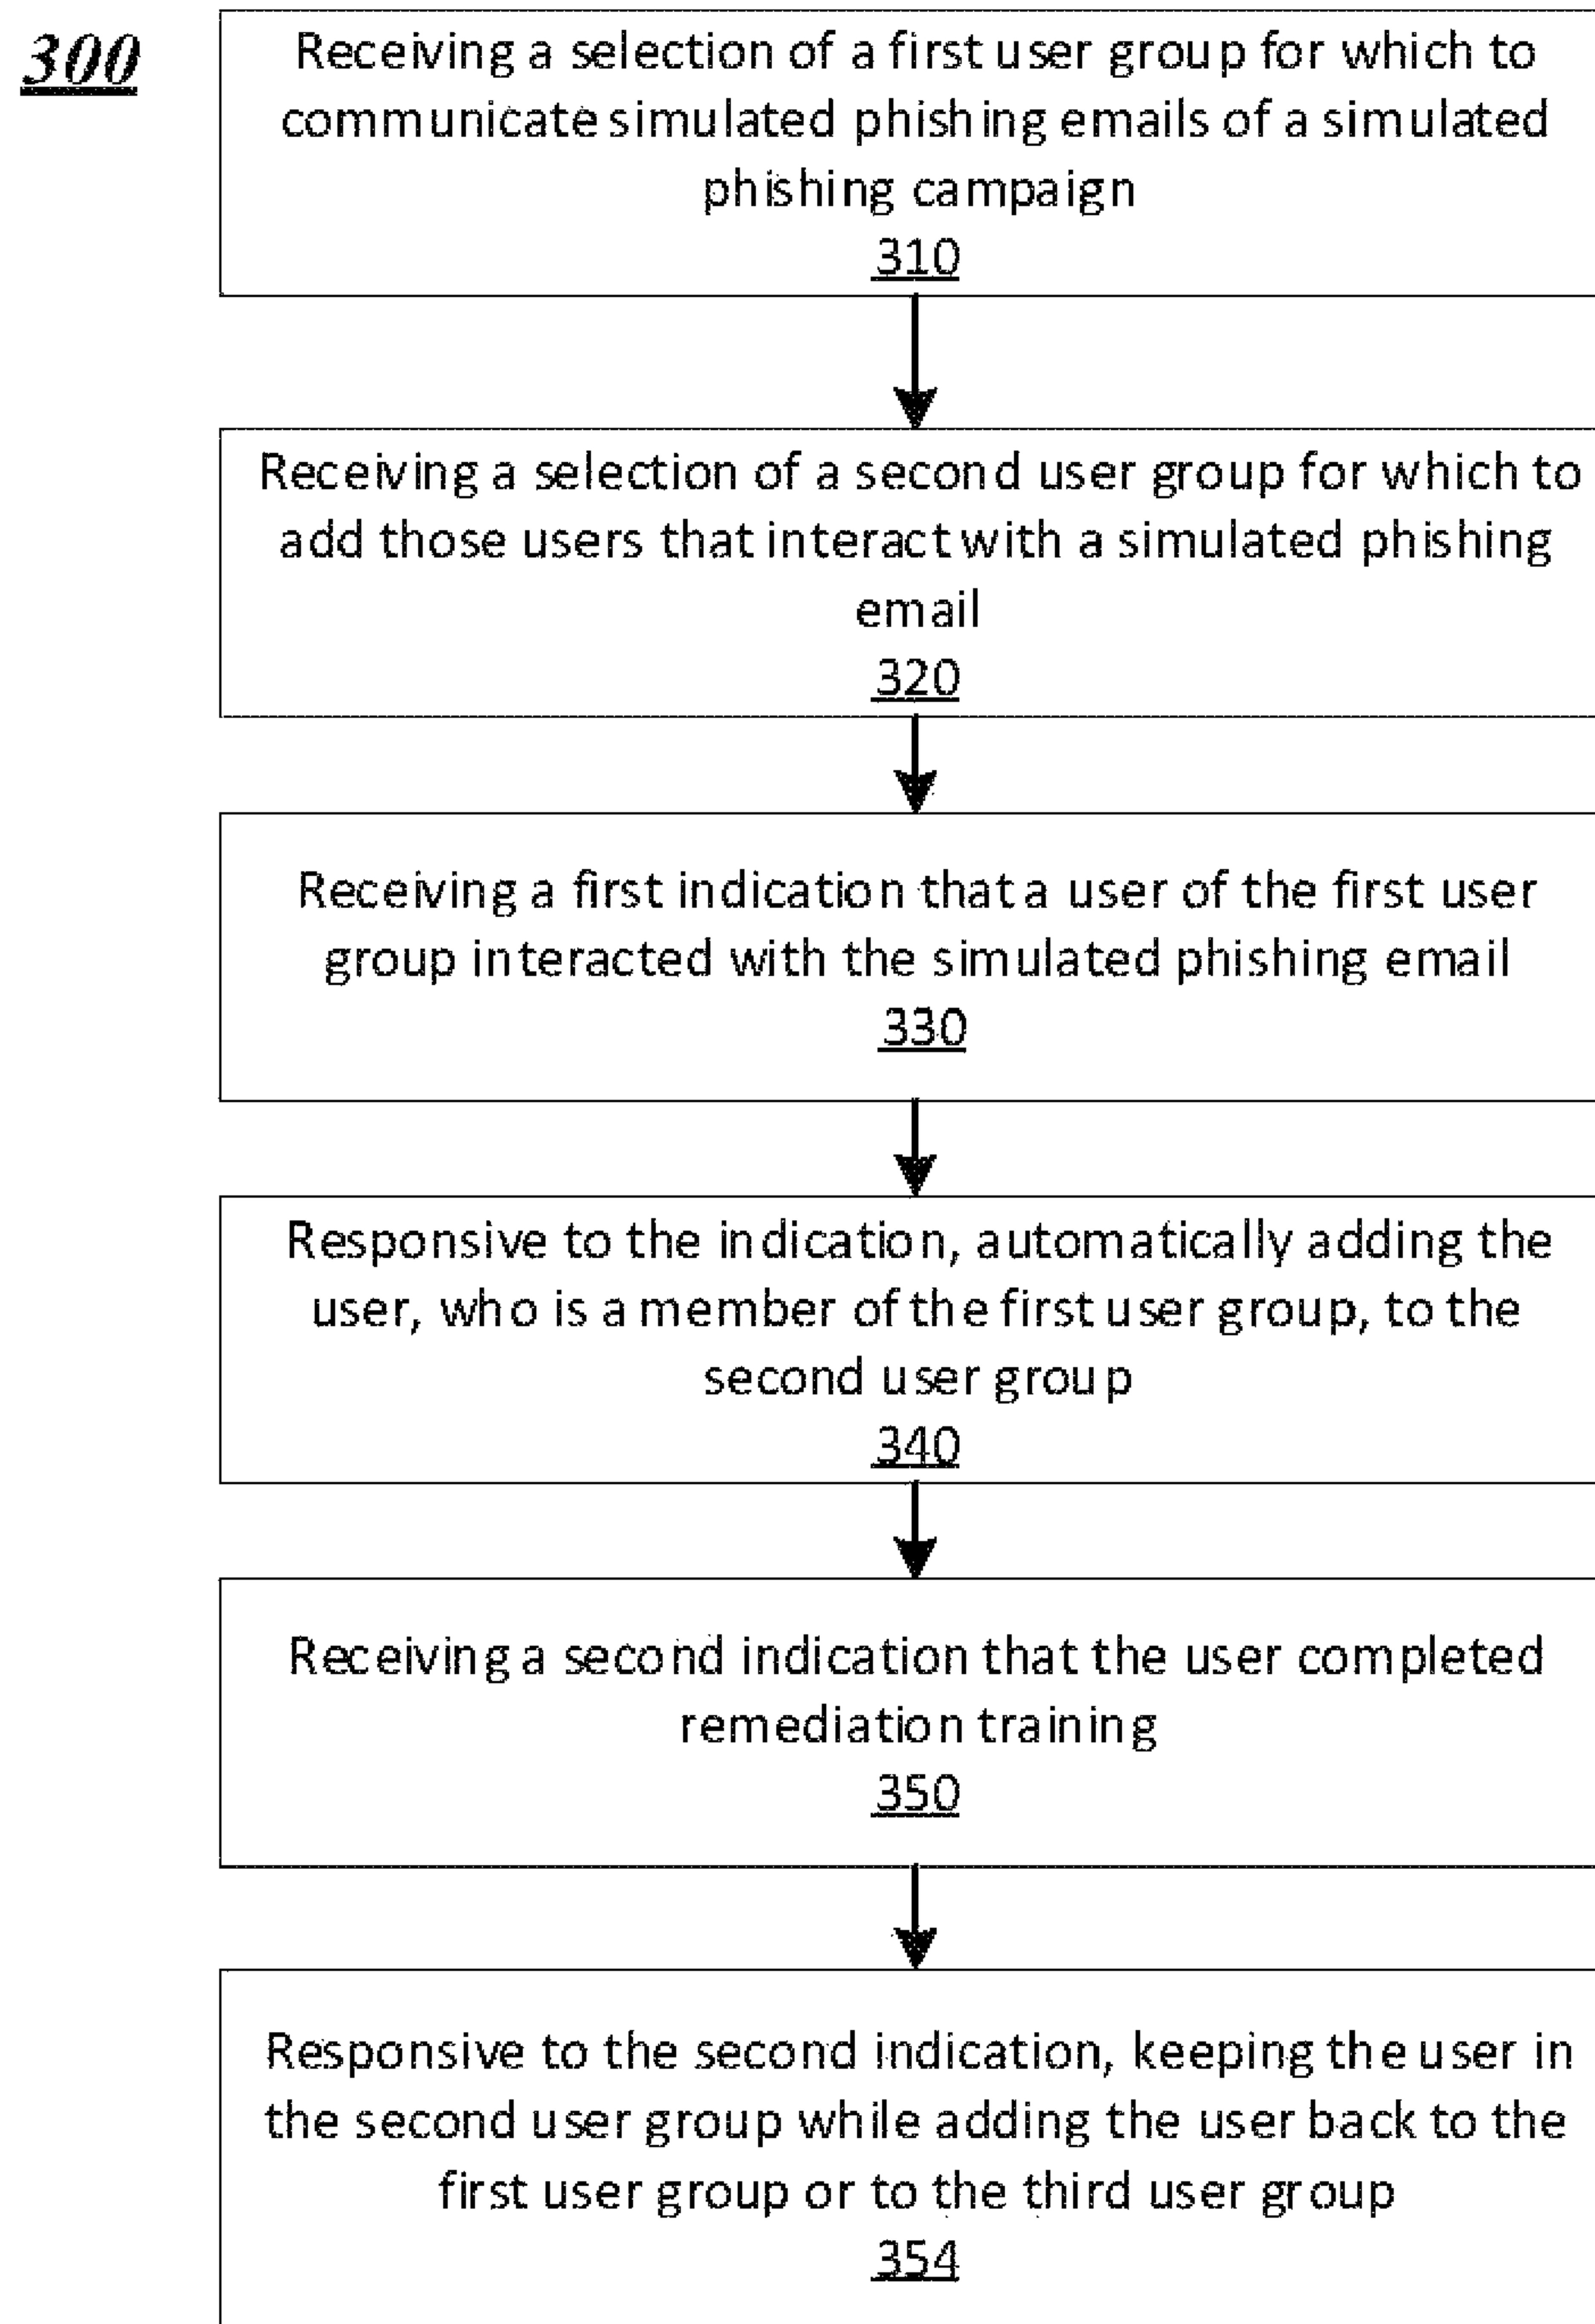 300
Receiving a selection of a first user group for which to
communicate simulated phishing emails of a simulated
phishing campaign
310
Receiving a selection of a second user group for which to
add those users that interact with a simulated phishing
email
320
Receiving a first indication that a user of the first user
group interacted with the simulated phishing email
330
Responsive to the indication, automatically adding the
user, who is a member of the first user group, to the
second user group
340
Receiving a second indication that the user completed
remediation training
350
Responsive to the second indication, keeping the user in
the second user group while adding the user back to the
first user group or to the third user group
354